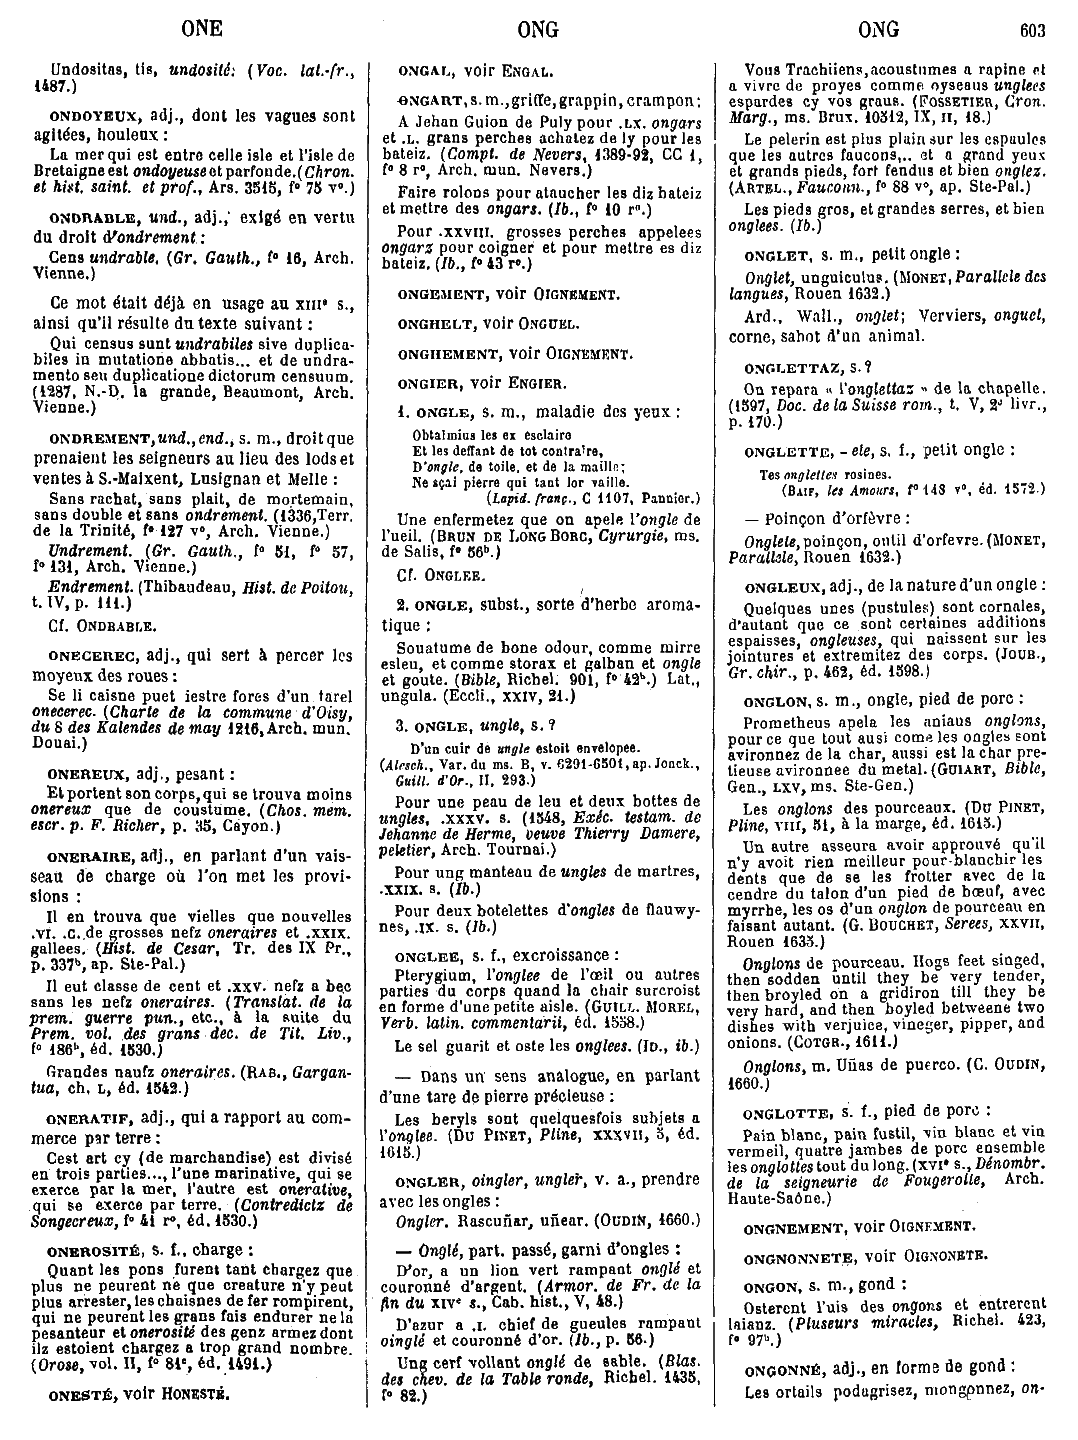 ONE
ONG
ONG
603
Undositas, tis, undosité: (Voc. lat.-fr.,
1487.)
ONDOYEUX, adj., dont les vagues sont
agitées, houleux :
La mer qui est entre celle isle et l'isle de
Bretaigne est ondoyeuse et parfonde. (Chron.
et hist. saint. et prof., Ars. 3515, f° 75 v°.)
ONDRABLE, und., adj., exigé en vertu
du droit d'ondrement :
Cens undrable. (Gr. Gauth., f° 16, Arch.
Vienne.)
Ce mot était déjà en usage au XIIIe s.,
ainsi qu'il résulte du texte suivant :
Qui census sunt undrabiles sive duplica-
biles in mutatione abbatis... et de undra-
mento seu duplicatione dictorum censuum.
(1287, N.-D. la grande, Beaumont, Arch.
Vienne.)
ONDREMENT, und., end., s. m., droit que
prenaient les seigneurs au lieu des lods et
ventes à S.-Maixent, Lusignan et Melle :
Sans rachat, sans plait, de mortemain,
sans double et sans ondrement. (1336, Terr.
de la Trinité, f° 127 v°, Arch. Vienne.)
Undrement. (Gr. Gauth., f° 51, f° 57,
f° 131, Arch. Vienne.)
Endrement. (Thibaudeau, Hist. de Poitou,
t. IV, p. 111.)
Cf. ONDRABLE.
ONECEREC, adj., qui sert à percer les
moyeux des roues :
Se li caisne puet iestre fores d'un tarel
onecerec. (Charte de la commune d'Oisy,
du 8 des Kalendes de may 1216, Arch. mun.
Douai.)
ONEREUX, adj., pesant :
Et portent son corps, qui se trouva moins
onereux que de coustume. (Chos. mem.
escr. p. F. Richer, p. 35, Cayon.)
ONERAIRE, adj., en parlant d'un vais-
seau de charge où l'on met les provi-
sions :
Il en trouva que vielles que nouvelles
.VI. .C. de grosses nefz oneraires et .XXIX.
gallees. (Hist. de Cesar, Tr. des IX Pr.,
p. 337b, ap. Ste-Pal.)
Il eut classe de cent et .XXV. nefz a bec
sans les nefz oneraires. (Translat. de la
prem. guerre pun., etc., à la suite du
Prem. vol. des grans dec. de Tit. Liv.,
f° 186b, éd. 1530.)
Grandes naufz oneraires. (RAB., Gargan-
tua, ch. L, éd. 1542.)
ONERATIF, adj., qui a rapport au com-
merce par terre :
Cest art cy (de marchandise) est divisé
en trois parties..., l'une marinative, qui se
exerce par la mer, l'autre est onerative,
qui se exerce par terre. (Contredictz de
Songecreux, f° 41 r°, éd. 1530.)
ONEROSITÉ, s. f., charge :
Quant les pons furent tant chargez que
plus ne peurent ne que creature n'y peut
plus arrester, les chaisnes de fer rompirent,
qui ne peurent les grans fais endurer ne la
pesanteur et onerosité des genz armez dont
ilz estoient chargez a trop grand nombre.
(Orose, vol. II, f° 81c, éd. 1491.)
ONESTÉ, voir HONESTÉ.
ONGAL, voir ENGAL.
ONGART, s. m., griffe, grappin, crampon :
A Jehan Guion de Puly pour .LX. ongars
et .L. grans perches achatez de ly pour les
bateiz. (Compt. de Nevers, 1389-92, CC 1,
f° 8 r°, Arch. mun. Nevers.)
Faire rolons pour ataucher les diz bateiz
et mettre des ongars. (Ib., f° 10 r°.)
Pour .XXVIII. grosses perches appelees
ongarz pour coigner et pour mettre es diz
bateiz. (Ib., f° 43 r°.)
ONGEMENT, voir OIGNEMENT.
ONGHELT, voir ONGUEL.
ONGHEMENT, voir OIGNEMENT.
ONGIER, voir ENGIER.
1. ONGLE, s. m., maladie des yeux :
Obtalmius les ex esclaire
Et les deffant de tot contraire,
D'ongle, de toile, et de la maille;
Ne sçai pierre qui tant lor vaille.
(Lapid. franç., C 1107, Pannier.)
Une enfermetez que on apele l'ongle de
l'ueil. (BRUN DE LONG BORC, Cyrurgie, ms.
de Salis, f° 56b.)
Cf. ONGLEE.
2. ONGLE, subst., sorte d'herbe aroma-
tique :
Souatume de bone odour, comme mirre
esleu, et comme storax et galban et ongle
et goute. (Bible, Richel. 901, f° 42b.) Lat.,
ungula. (Eccli., XXIV, 21.)
3. ONGLE, ungle, s. ?
D'un cuir de ungle estoit envelopee.
(Alesch., Var. du ms. B, v. 6291-6501, ap. Jonck.,
Guill. d'Or., II, 293.)
Pour une peau de leu et deux bottes de
ungles, .XXXV. s. (1548, Exéc. testam. de
Jehanne de Herme, veuve Thierry Damere,
peletier, Arch. Tournai.)
Pour ung manteau de ungles de martres,
.XXIX. s. (Ib.)
Pour deux botelettes d'ongles de flauwy-
nes, .IX. s. (Ib.)
ONGLEE, s. f., excroissance :
Pterygium, l'onglee de l'œil ou autres
parties du corps quand la chair surcroist
en forme d'une petite aisle. (GUILL. MOREL,
Verb. latin. commentarii, éd. 1558.)
Le sel guarit et oste les onglees. (ID., ib.)
— Dans un sens analogue, en parlant
d'une tare de pierre précieuse :
Les beryls sont quelquesfois subjets a
l'onglee. (DU PINET, Pline, XXXVII, 5, éd.
1615.)
ONGLER, oingler, ungler, v. a., prendre
avec les ongles :
Ongler. Rascuñar, uñear. (OUDIN, 1660.)
— Onglé, part. passé, garni d'ongles :
D'or, a un lion vert rampant onglé et
couronné d'argent. (Armor. de Fr. de la
fin du XIVe s., Cab. hist., V, 48.)
D'azur a .I. chief de gueules rampant
oinglé et couronné d'or. (Ib., p. 56.)
Ung cerf vollant onglé de sable. (Blas.
des chev. de la Table ronde, Richel. 1435,
f° 82.)
Vous Trachiiens, acoustumes a rapine et
a vivre de proyes comme oyseaus unglees
espardes cy vos graus. (FOSSETIER, Cron.
Marg., ms. Brux. 10512, IX, II, 18.)
Le pelerin est plus plain sur les espaules
que les autres faucons,.. et a grand yeux
et grands pieds, fort fendus et bien onglez.
(ARTEL., Fauconn., f° 88 v°, ap. Ste-Pal.)
Les pieds gros, et grandes serres, et bien
onglees. (Ib.)
ONGLET, s. m., petit ongle :
Onglet, unguiculus. (MONET, Parallele des
langues, Rouen 1632.)
Ard., Wall., onglet; Verviers, onguel,
corne, sabot d'un animal.
ONGLETTAZ, s. ?
On repara « l'onglettaz » de la chapelle.
(1597, Doc. de la Suisse rom., t. V, 2d livr.,
p. 170.)
ONGLETTE, - ete, s. f., petit ongle :
Tes onglettes rosines.
(BAIF, les Amours, f° 148 v°, éd. 1572.)
— Poinçon d'orfèvre :
Onglete, poinçon, outil d'orfevre. (MONET,
Parallele, Rouen 1632.)
ONGLEUX, adj., de la nature d'un ongle :
Quelques unes (pustules) sont cornales,
d'autant que ce sont certaines additions
espaisses, ongleuses, qui naissent sur les
jointures et extremitez des corps. (JOUB.,
Gr. chir., p. 462, éd. 1598.)
ONGLON, s. m., ongle, pied de porc :
Prometheus apela les aniaus onglons,
pour ce que tout ausi come les ongles sont
avironnez de la char, aussi est la char pre-
tieuse avironnee du metal. (GUIART, Bible,
Gen., LXV, ms. Ste-Gen.)
Les onglons des pourceaux. (DU PINET,
Pline, VIII, 51, à la marge, éd. 1615.)
Un autre asseura avoir approuvé qu'il
n'y avoit rien meilleur pour blanchir les
dents que de se les frotter avec de la
cendre du talon d'un pied de bœuf, avec
myrrhe, les os d'un onglon de pourceau en
faisant autant. (G. BOUCHET, Serees, XXVII,
Rouen 1635.)
Onglons de pourceau. Hogs feet singed,
then sodden until they be very tender,
then broyled on a gridiron till they be
very hard, and then boyled betweene two
dishes with verjuice, vineger, pipper, and
onions. (COTGR., 1611.)
Onglons, m. Uñas de puerco. (C. OUDIN,
1660.)
ONGLOTTE, s. f., pied de porc :
Pain blanc, pain fustil, vin blanc et vin
vermeil, quatre jambes de porc ensemble
les onglottes tout du long. (XVIe s., Dénombr.
de la seigneurie de Fougerolle, Arch.
Haute-Saône.)
ONGNEMENT, voir OIGNEMENT.
ONGNONNETE, voir OIGNONETE.
ONGON, s. m., gond :
Osterent l'uis des ongons et entrerent
laianz. (Pluseurs miracles, Richel. 423,
f° 97b.)
ONGONNÉ, adj., en forme de gond :
Les ortails podagrisez, mongonnez, on-